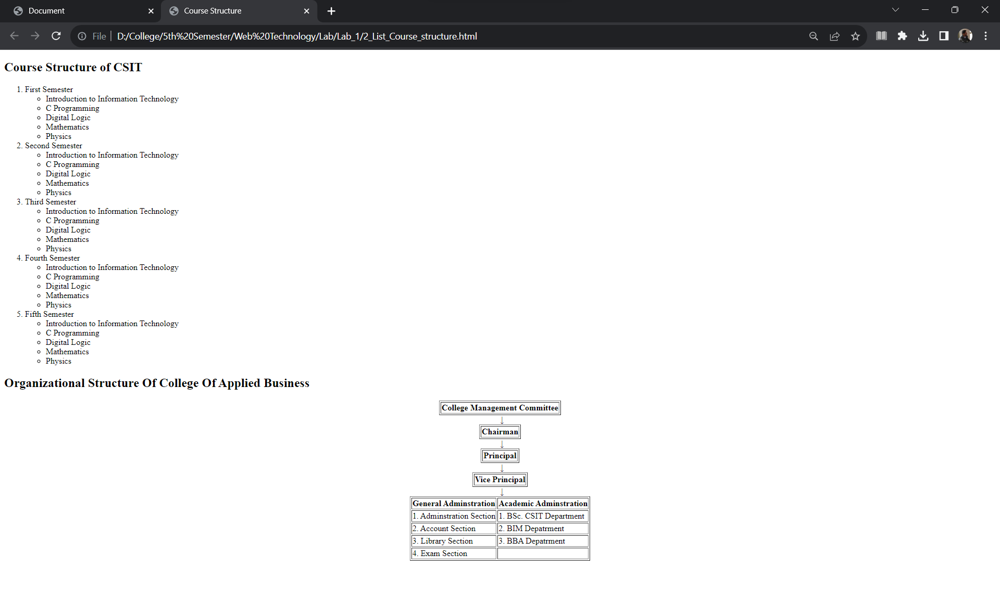 Document
Course Structure
File
D:/College/5th%20Semester/Web%20Technology/Lab/Lab_1/2_List_Course_structure.html
Course Structure of CSIT
1. First Semester
Introduction to Information Technology
C Programming
Digital Logic
Mathematics
Physics
2. Second Semester
Introduction to Information Technology
C Programming
Digital Logic
Mathematics
Physics
3. Third Semester
Introduction to Information Technology
C Programming
Digital Logic
Mathematics
Physics
4. Fourth Semester
Introduction to Information Technology
C Programming
Digital Logic
Mathematics
Physics
5. Fifth Semester
Introduction to Information Technology
C Programming
Digital Logic
Mathematics
Physics
Organizational Structure Of College Of Applied Business
College Management Committee
↓
Chairman
↓
Principal
↓
Vice Principal
↓
General Adminstration Academic Adminstration
1. Adminstration Section 1. BSc. CSIT Department
2. Account Section 2. BIM Depatrment
3. Library Section 3. BBA Depatrment
4. Exam Section